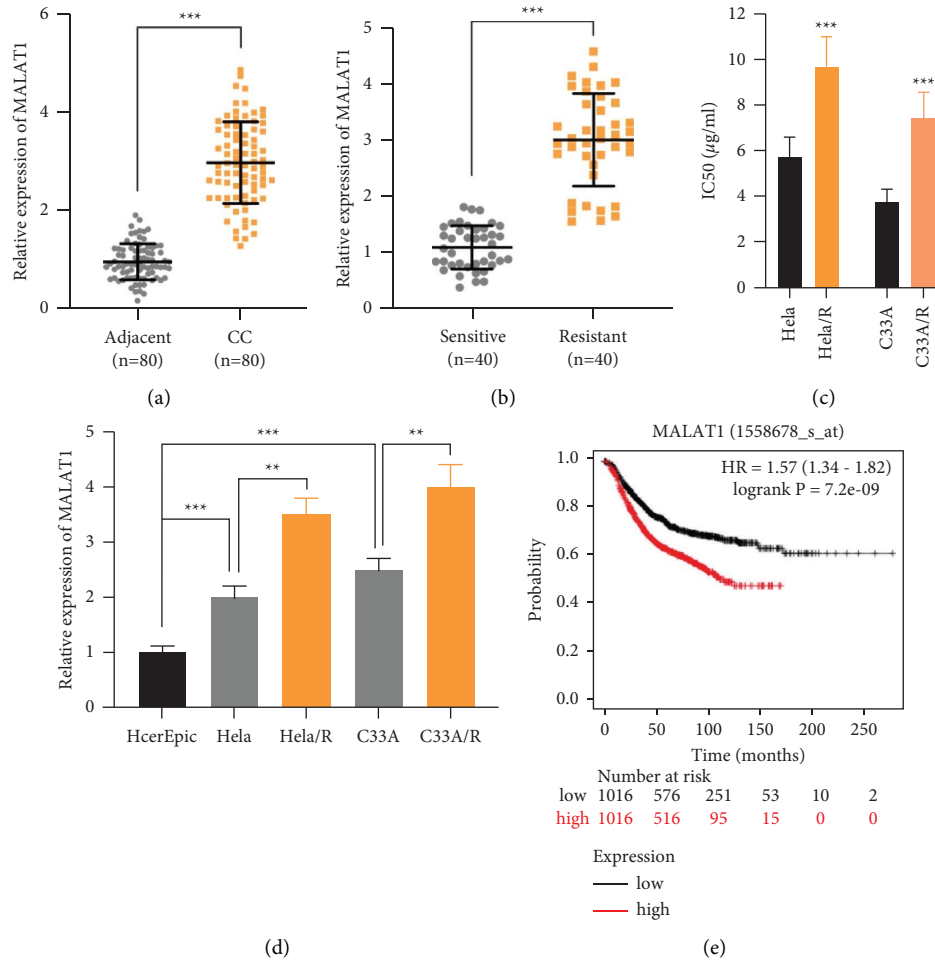 Relative expression of MALAT1
6
4
2
0
***
Adjacent
(n=80)
CC
(n=80)
(a)
Relative expression of MALAT1
5
4
3
2
1
0
***
Sensitive
(n=40)
Resistant
(n=40)
(b)
IC50 (µg/ml)
12
10
8
6
4
2
0
***
***
Hela
Hela/R
C33A
C33A/R
(c)
Relative expression of MALAT1
5
4
3
2
1
0
***
***
**
**
HcerEpic
Hela
Hela/R
C33A
C33A/R
(d)
MALAT1 (1558678_s_at)
HR = 1.57 (1.34 - 1.82)
logrank P = 7.2e-09
Probability
1.0
0.8
0.6
0.4
0.2
0.0
0 50 100 150 200 250
Time (months)
Number at risk
low 1016 576 251 53 10 2
high 1016 516 95 15 0 0
Expression
low
high
(e)